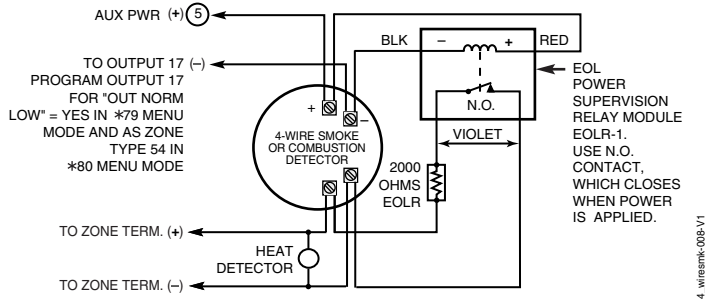 AUX PWR (+) 5
TO OUTPUT 17 (–)
PROGRAM OUTPUT 17
FOR "OUT NORM
LOW" = YES IN ✳79 MENU
MODE AND AS ZONE
TYPE 54 IN
✳80 MENU MODE
+
–
4-WIRE SMOKE
OR COMBUSTION
DETECTOR
BLK
–
+
RED
N.O.
VIOLET
2000
OHMS
EOLR
EOL
POWER
SUPERVISION
RELAY MODULE
EOLR-1.
USE N.O.
CONTACT,
WHICH CLOSES
WHEN POWER
IS APPLIED.
TO ZONE TERM. (+)
HEAT
DETECTOR
TO ZONE TERM. (–)
4_wiresmk-008-V1